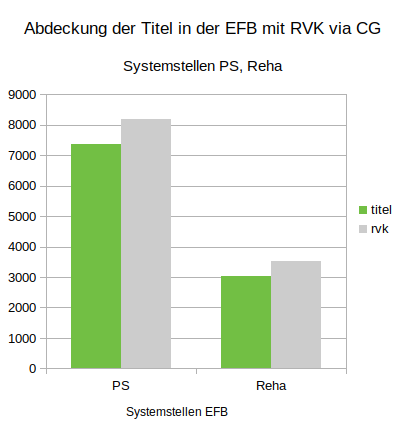 Abdeckung der Titel in der EFB mit RVK via CG
Systemstellen PS, Reha
9000
8000
7000
6000
5000
4000
3000
2000
1000
0
PS Reha
Systemstellen EFB
titel
rvk